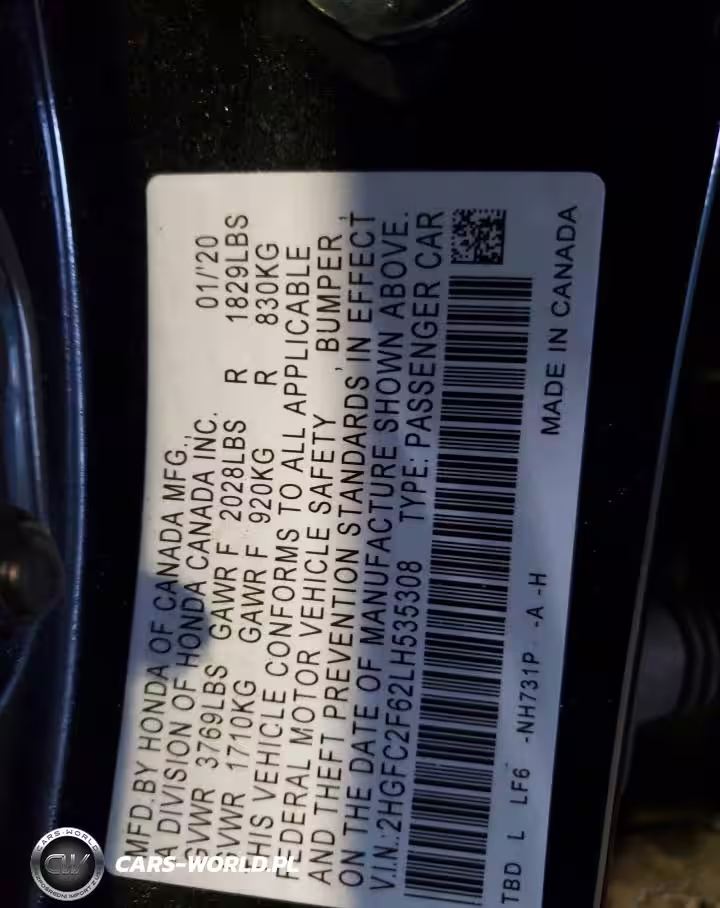 MFD.BY HONDA OF CANADA MFG.,
A DIVISION OF HONDA CANADA INC. 01/'20
GVWR 3769LBS GAWR F 2028LBS R 1829LBS
GVWR 1710KG GAWR F 920KG R 830KG
THIS VEHICLE CONFORMS TO ALL APPLICABLE
FEDERAL MOTOR VEHICLE SAFETY , BUMPER ,
AND THEFT PREVENTION STANDARDS IN EFFECT
ON THE DATE OF MANUFACTURE SHOWN ABOVE.
V.I.N.:2HGFC2F62LH535308 TYPE: PASSENGER CAR
TBD L LF6 -NH731P -A -H MADE IN CANADA
CARS-WORLD
CW
CARS-WORLD.PL